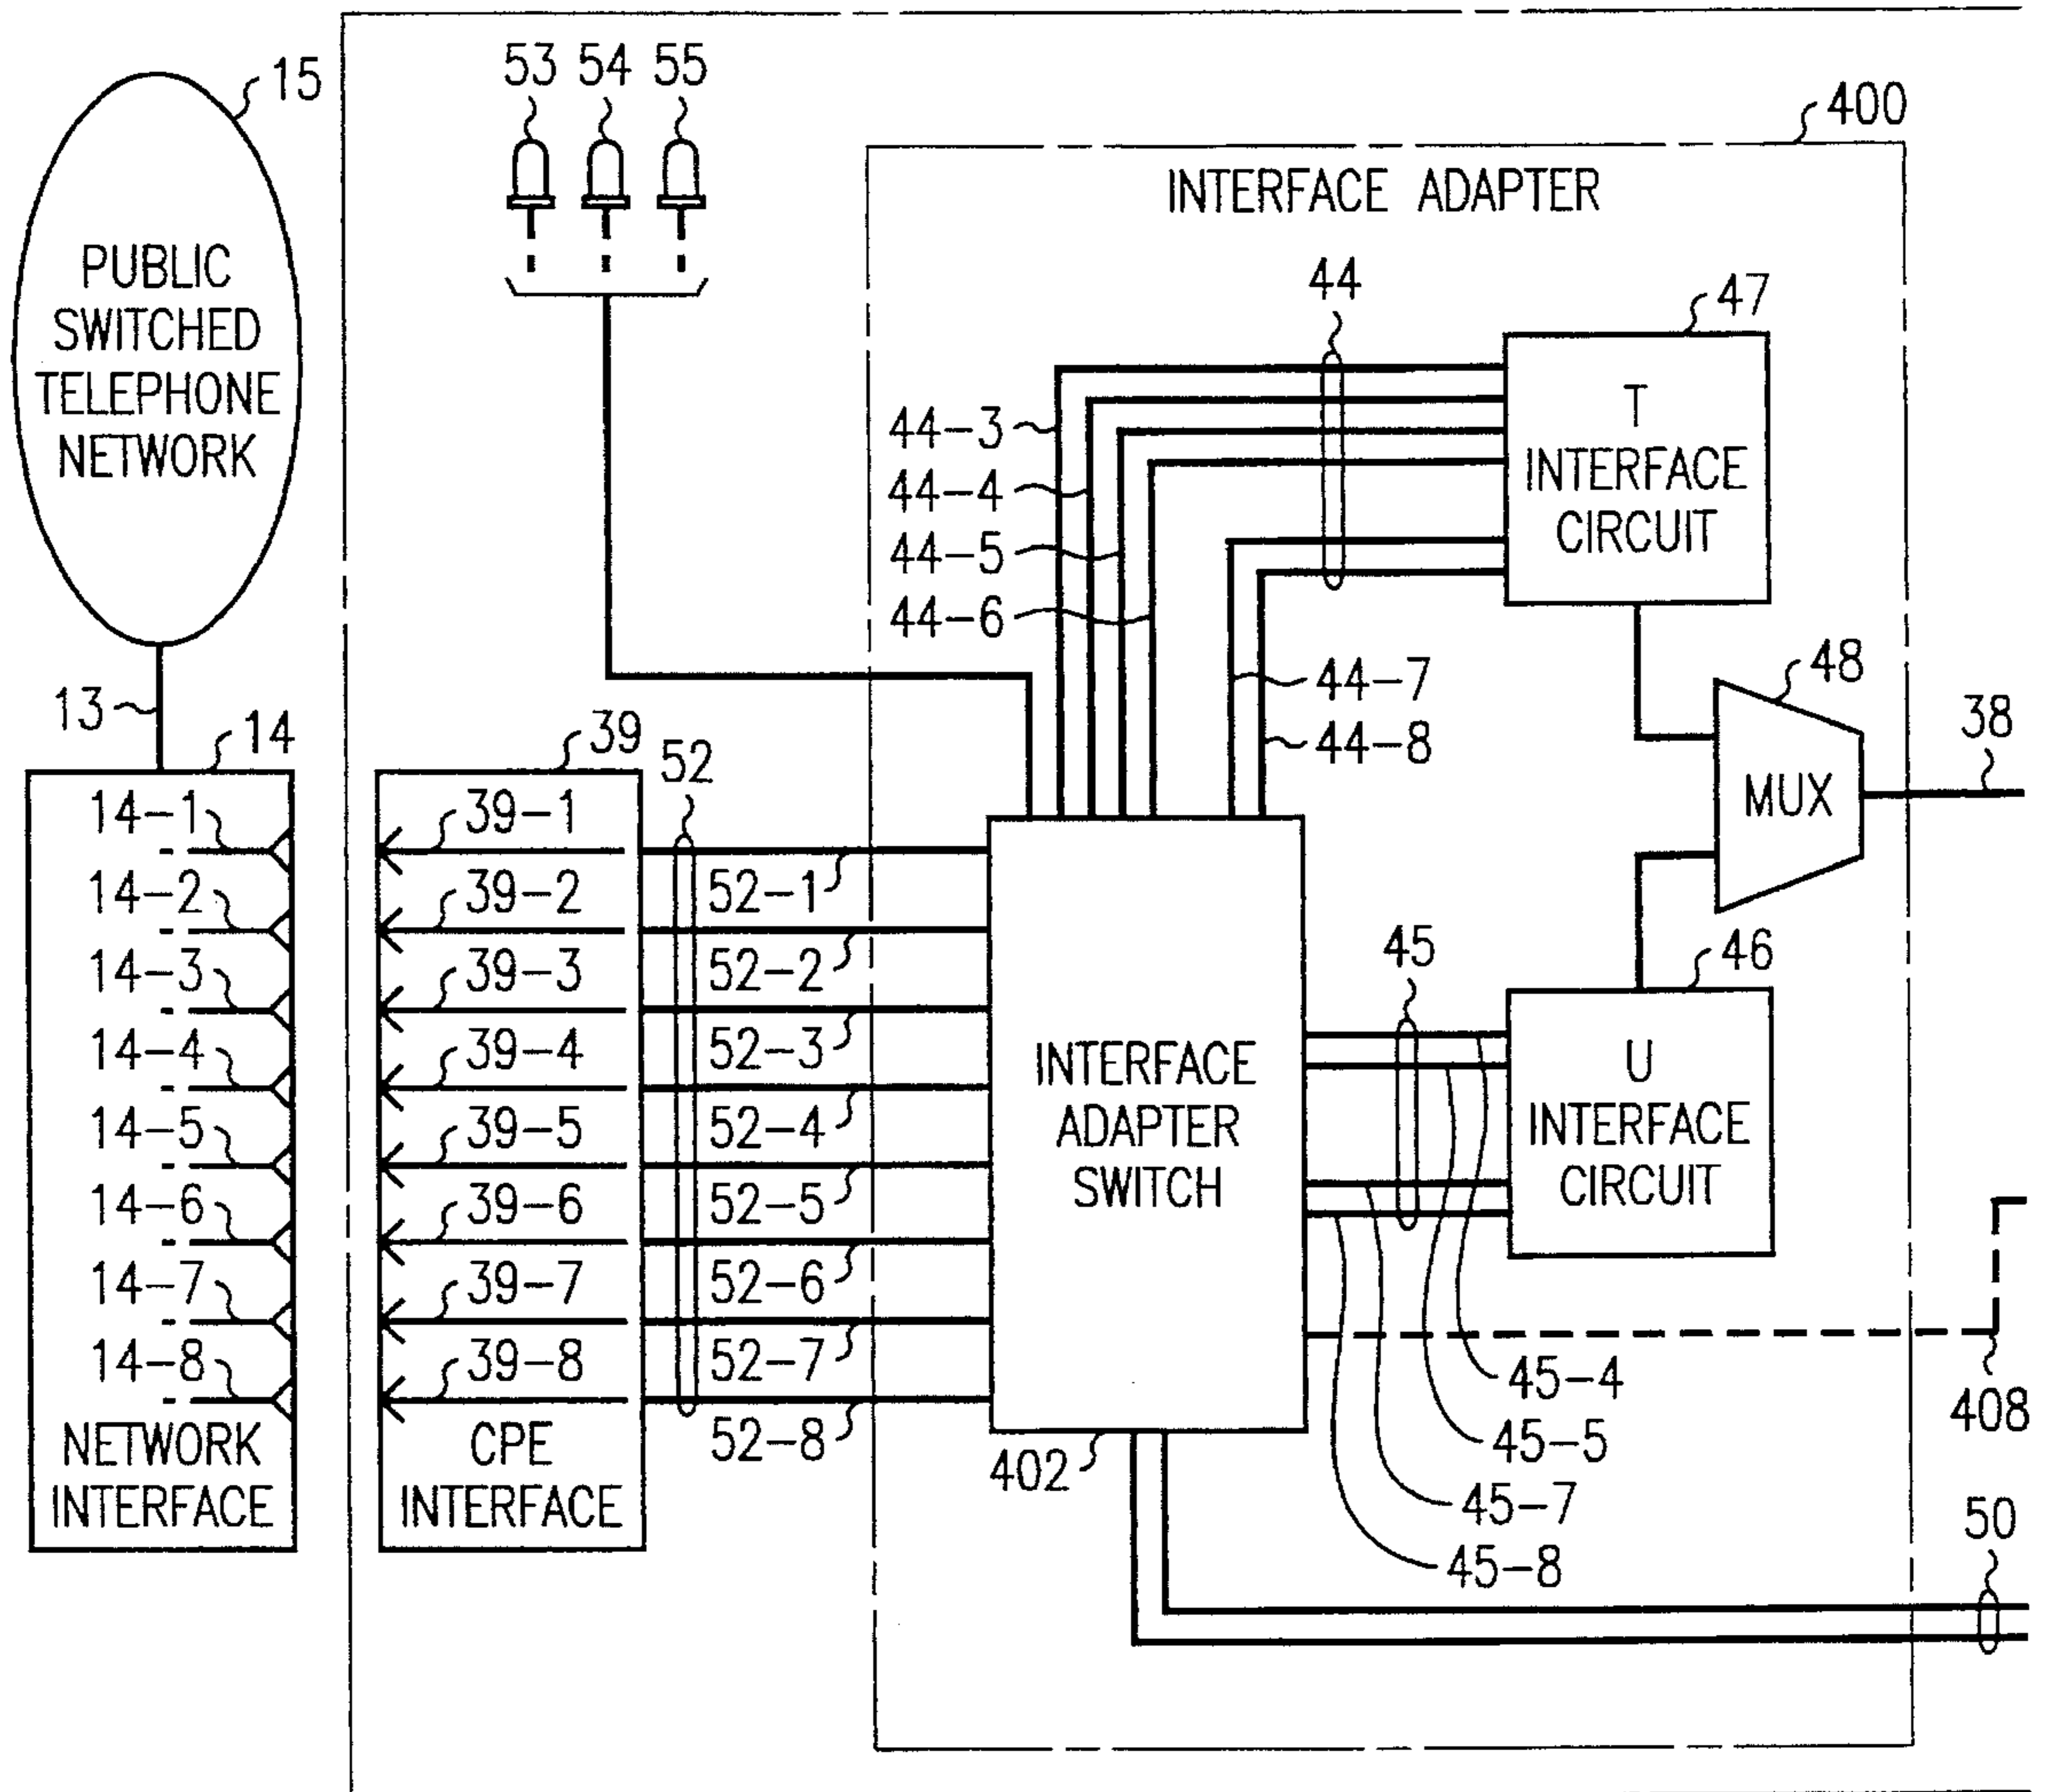 15
PUBLIC
SWITCHED
TELEPHONE
NETWORK
13
14
14-1
14-2
14-3
14-4
14-5
14-6
14-7
14-8
NETWORK
INTERFACE
53 54 55
39
39-1
39-2
39-3
39-4
39-5
39-6
39-7
39-8
CPE
INTERFACE
52
52-1
52-2
52-3
52-4
52-5
52-6
52-7
52-8
400
INTERFACE ADAPTER
44
44-3
44-4
44-5
44-6
44-7
44-8
47
T
INTERFACE
CIRCUIT
48
MUX
38
INTERFACE
ADAPTER
SWITCH
402
45
46
U
INTERFACE
CIRCUIT
45-4
45-5
45-7
45-8
408
50